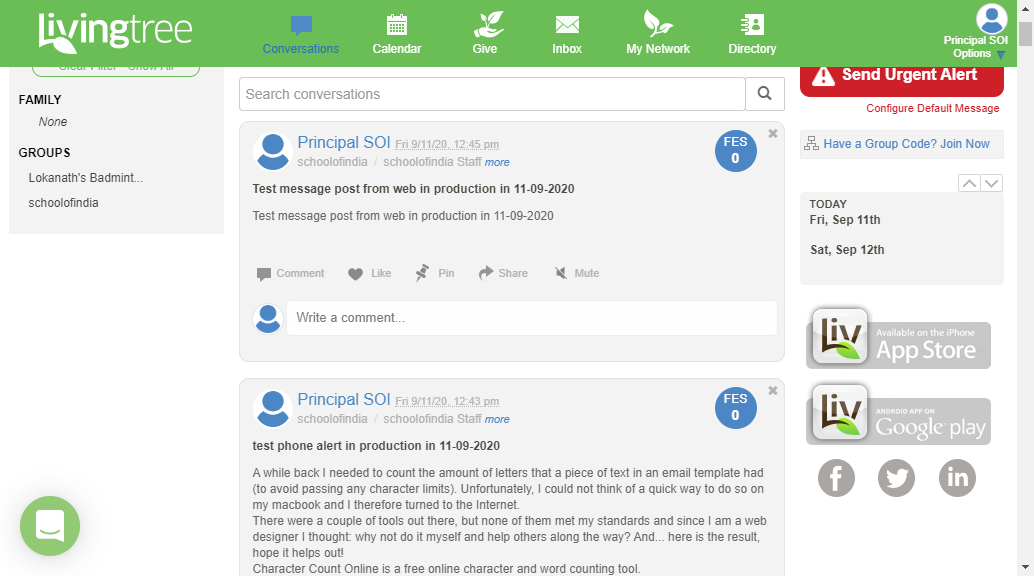 livingtree
Conversations
Calendar
Give
Inbox
My Network
Directory
Principal SOI
Options
Clear Filter - Show All
FAMILY
None
GROUPS
Lokanath's Badmint...
schoolofindia
Search conversations
Principal SOI Fri 9/11/20, 12:45 pm
schoolofindia / schoolofindia Staff more
FES
0
Test message post from web in production in 11-09-2020
Test message post from web in production in 11-09-2020
Comment Like Pin Share Mute
Write a comment...
Principal SOI Fri 9/11/20, 12:43 pm
schoolofindia / schoolofindia Staff more
FES
0
test phone alert in production in 11-09-2020
A while back I needed to count the amount of letters that a piece of text in an email template had
(to avoid passing any character limits). Unfortunately, I could not think of a quick way to do so on
my macbook and I therefore turned to the Internet.
There were a couple of tools out there, but none of them met my standards and since I am a web
designer I thought: why not do it myself and help others along the way? And... here is the result,
hope it helps out!
Character Count Online is a free online character and word counting tool.
Send Urgent Alert
Configure Default Message
Have a Group Code? Join Now
TODAY
Fri, Sep 11th
Sat, Sep 12th
Liv
Available on the iPhone
App Store
Liv
ANDROID APP ON
Google play
f
in